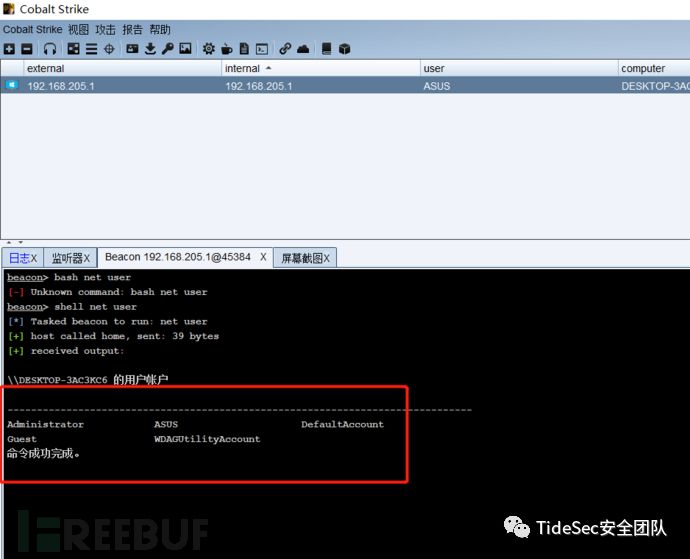 Cobalt Strike
Cobalt Strike 视图 攻击 报告 帮助
external internal user computer
192.168.205.1 192.168.205.1 ASUS DESKTOP-3AC
日志X 监听器X Beacon 192.168.205.1@45384 X 屏幕截图X
beacon> bash net user
[-] Unknown command: bash net user
beacon> shell net user
[*] Tasked beacon to run: net user
[+] host called home, sent: 39 bytes
[+] received output:
\\DESKTOP-3AC3KC6 的用户帐户
-------------------------------------------------------------------------------
Administrator ASUS DefaultAccount
Guest WDAGUtilityAccount
命令成功完成。
FREEBUF
TideSec安全团队